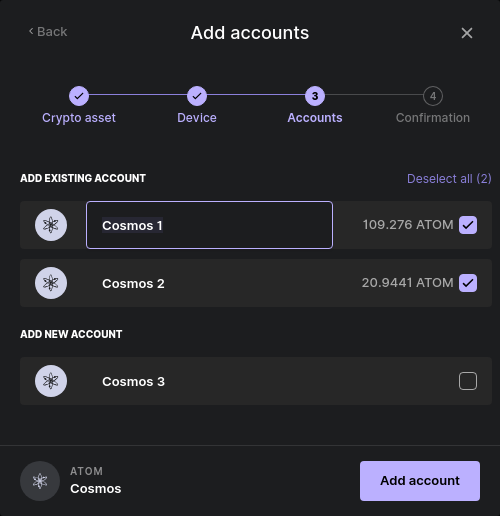 Back
Add accounts
3
4
Crypto asset
Device
Accounts
Confirmation
ADD EXISTING ACCOUNT
Deselect all (2)
Cosmos 1
109.276 ATOM
Cosmos 2
20.9441 ATOM
ADD NEW ACCOUNT
Cosmos 3
ATOM
Cosmos
Add account